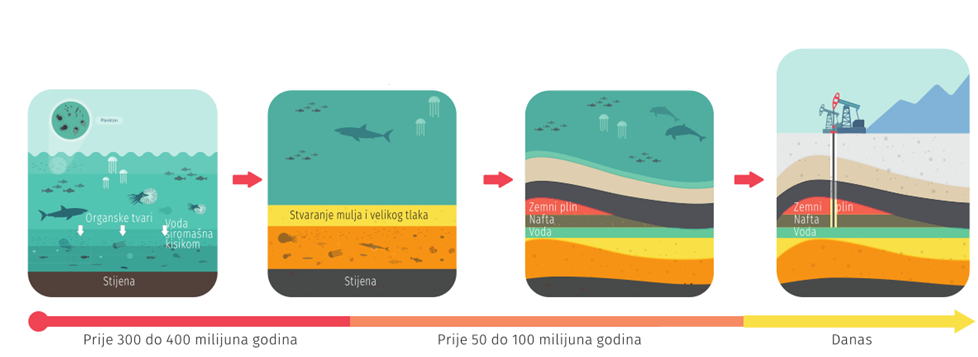 Plankton
Organske tvari
Voda
siromašna
kisikom
Stijena
Stvaranje mulja i velikog tlaka
Stijena
Zemni plin
Nafta
Voda
Zemni plin
Nafta
Voda
Prije 300 do 400 milijuna godina
Prije 50 do 100 milijuna godina
Danas